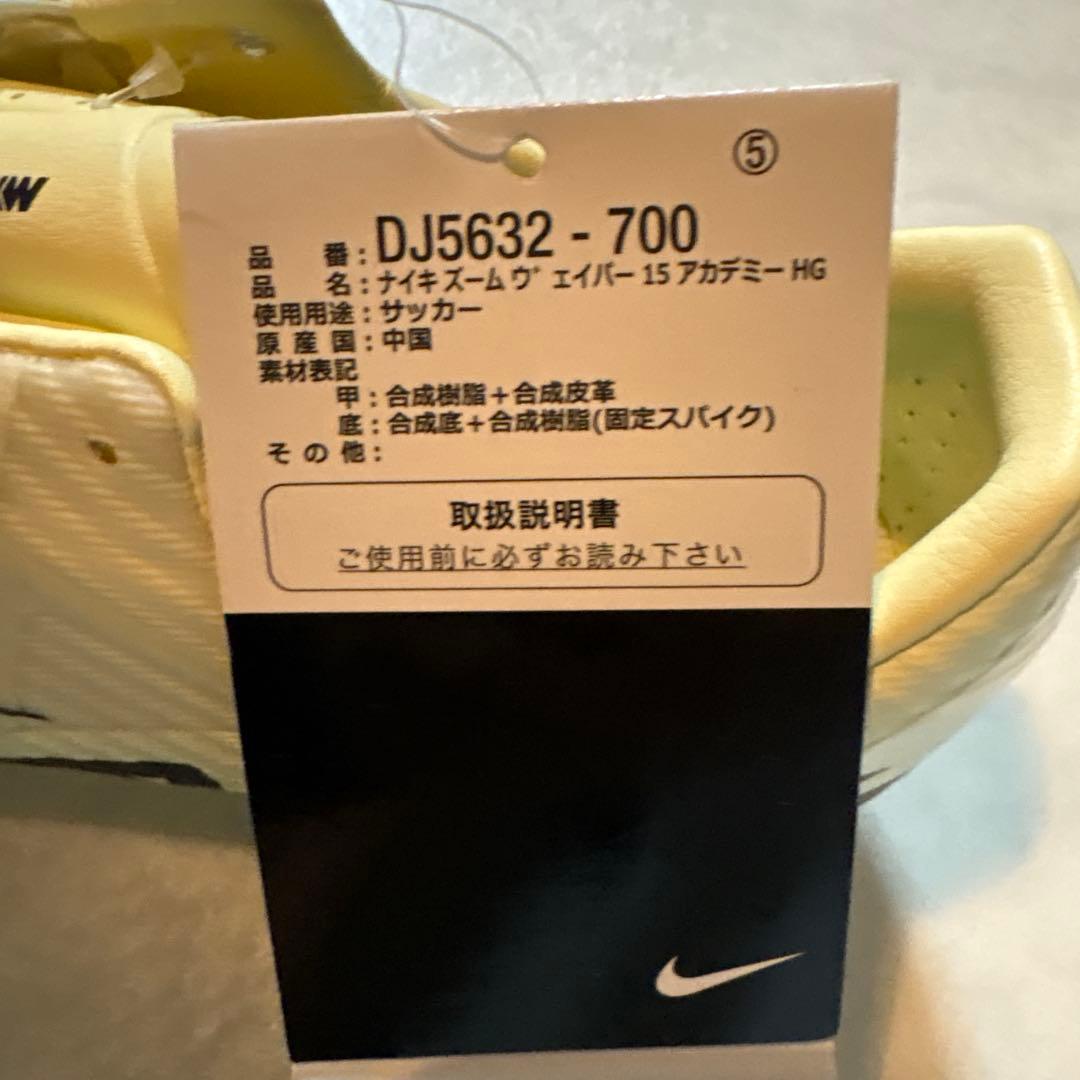 ⑤
品 番：DJ5632 - 700
品 名：ナイキ ズーム ヴェイパー 15 アカデミー HG
使用用途：サッカー
原 産 国：中国
素材表記
甲：合成樹脂＋合成皮革
底：合成底＋合成樹脂(固定スパイク)
そ の 他：
取扱説明書
ご使用前に必ずお読み下さい